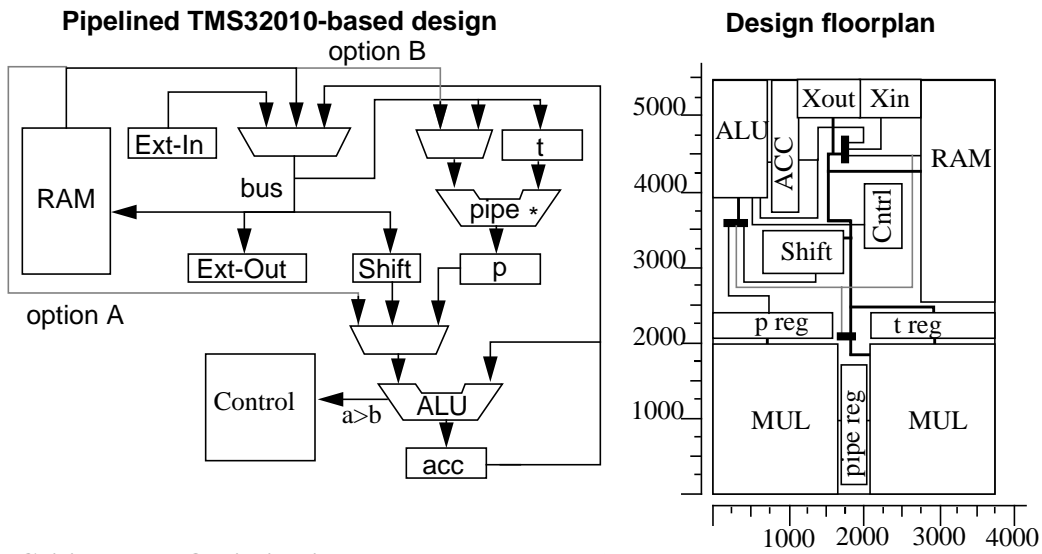 Pipelined TMS32010-based design
Design floorplan
option B
Ext-In
t
RAM
bus
pipe *
Ext-Out
Shift
p
option A
Control
a>b
ALU
acc
5000
4000
3000
2000
1000
Xout
Xin
ALU
ACC
RAM
Cntrl
Shift
p reg
t reg
MUL
pipe reg
MUL
1000
2000
3000
4000